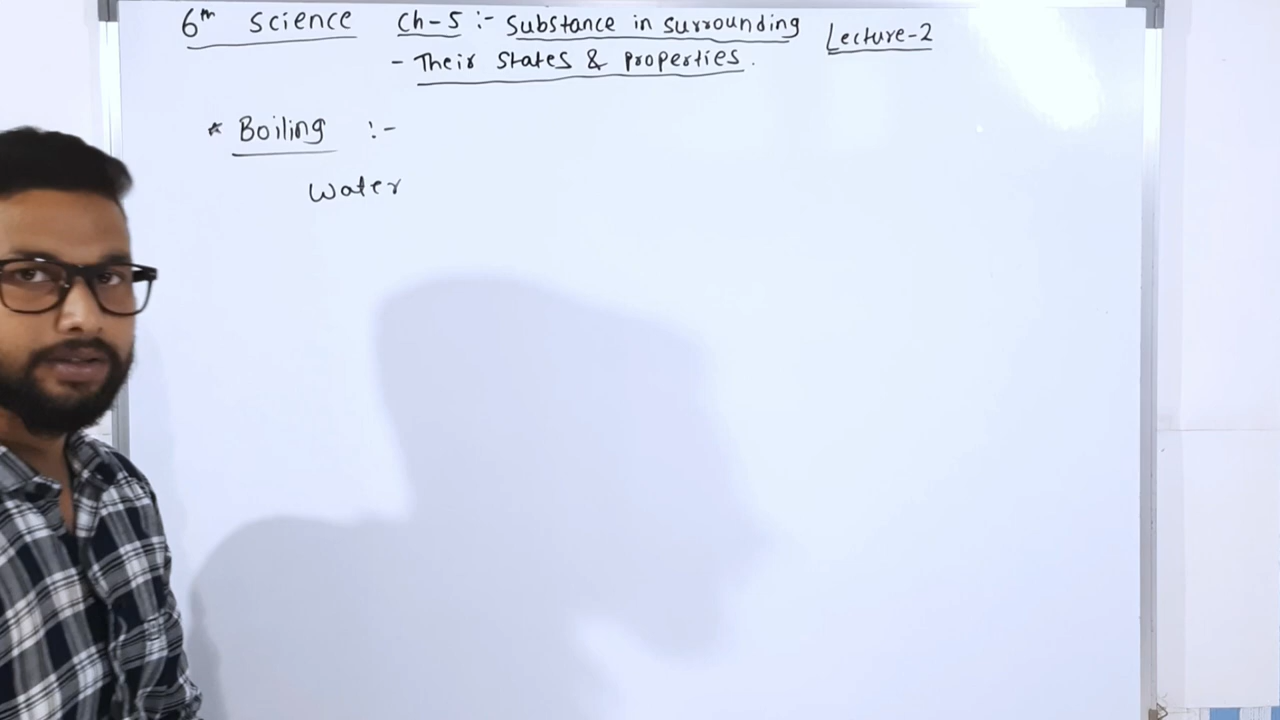 6th science Ch-5 :- Substance in surrounding Lecture-2
- Their States & properties.
* Boiling :-
Water